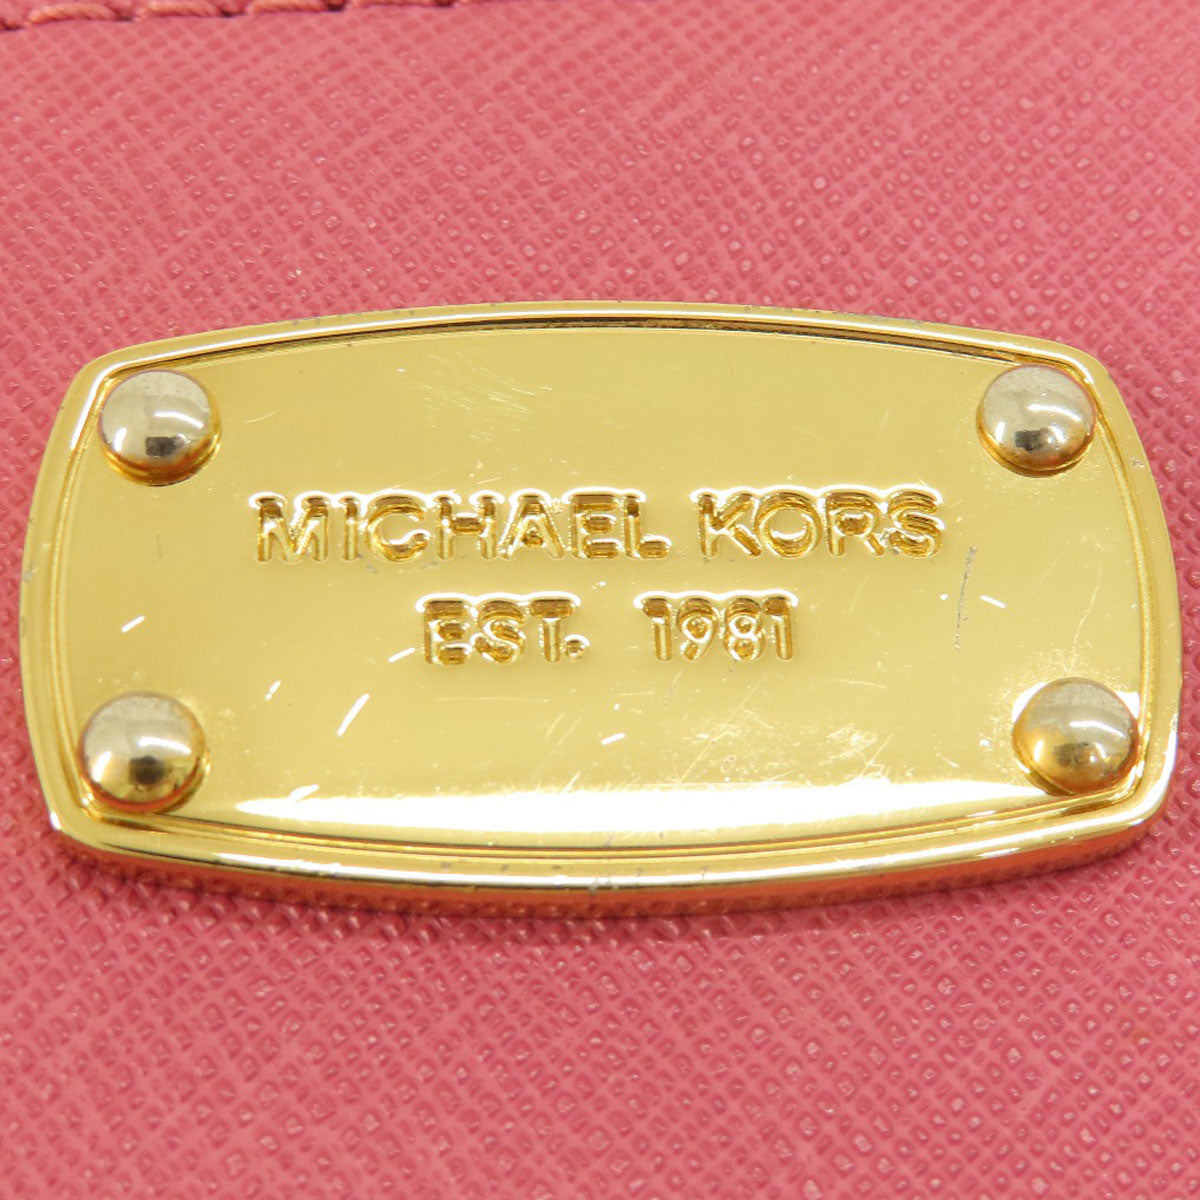 MICHAEL KORS
EST. 1981